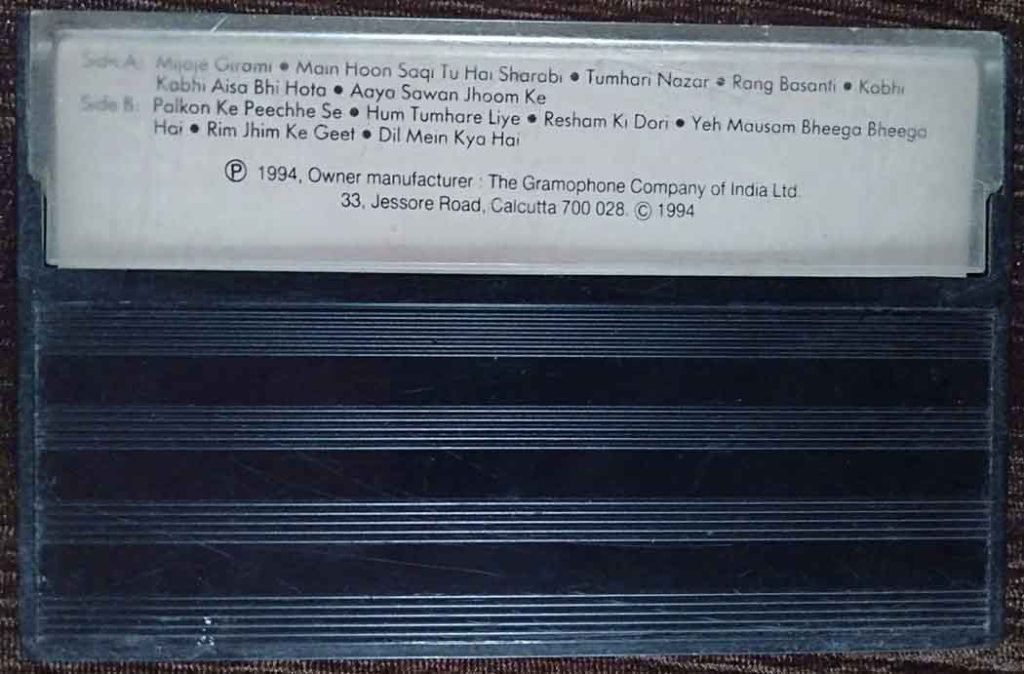 Side A: Mijaje Girami • Main Hoon Saqi Tu Hai Sharabi • Tumhari Nazar • Rang Basanti • Kabhi
Kabhi Aisa Bhi Hota • Aaya Sawan Jhoom Ke
Side B: Palkon Ke Peechhe Se • Hum Tumhare Liye • Resham Ki Dori • Yeh Mausam Bheega Bheega
Hai • Rim Jhim Ke Geet • Dil Mein Kya Hai
℗ 1994, Owner manufacturer : The Gramophone Company of India Ltd.
33, Jessore Road, Calcutta 700 028. © 1994